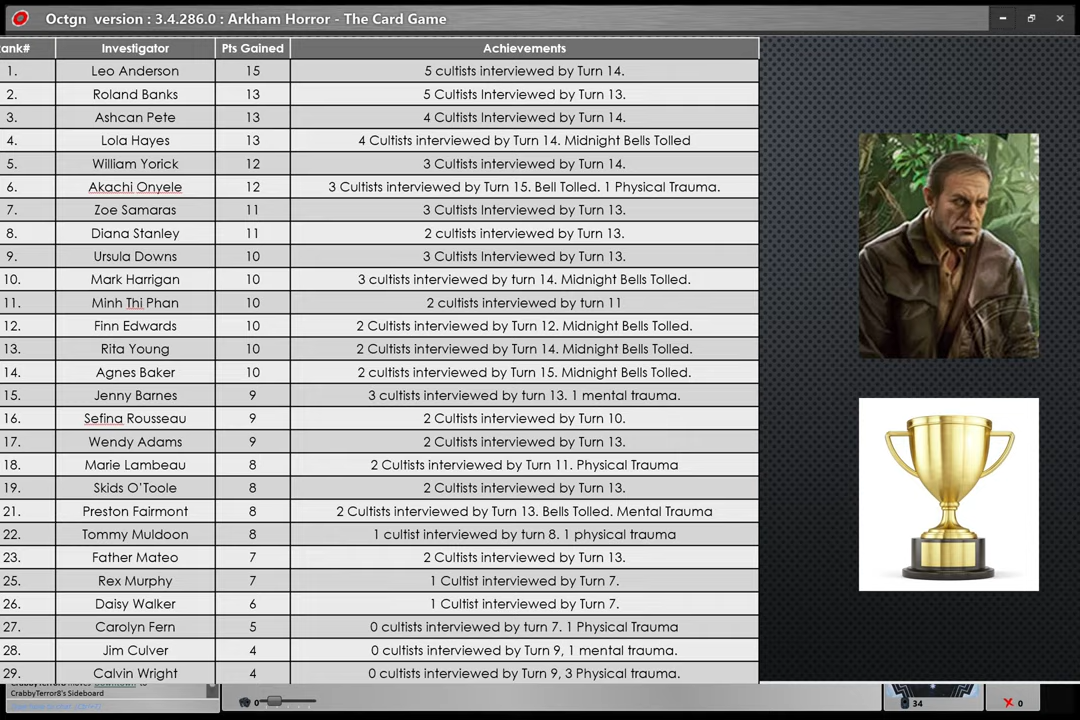 Octgn version : 3.4.286.0 : Arkham Horror - The Card Game
ank# Investigator Pts Gained Achievements
1. Leo Anderson 15 5 cultists interviewed by Turn 14.
2. Roland Banks 13 5 Cultists Interviewed by Turn 13.
3. Ashcan Pete 13 4 Cultists interviewed by Turn 14.
4. Lola Hayes 13 4 Cultists interviewed by Turn 14. Midnight Bells Tolled
5. William Yorick 12 3 Cultists interviewed by Turn 14.
6. Akachi Onyele 12 3 Cultists interviewed by Turn 15. Bell Tolled. 1 Physical Trauma.
7. Zoe Samaras 11 3 Cultists Interviewed by Turn 13.
8. Diana Stanley 11 2 cultists interviewed by Turn 13.
9. Ursula Downs 10 3 Cultists Interviewed by Turn 13.
10. Mark Harrigan 10 3 cultists interviewed by turn 14. Midnight Bells Tolled.
11. Minh Thi Phan 10 2 cultists interviewed by turn 11
12. Finn Edwards 10 2 Cultists interviewed by Turn 12. Midnight Bells Tolled.
13. Rita Young 10 2 Cultists interviewed by Turn 14. Midnight Bells Tolled.
14. Agnes Baker 10 2 cultists interviewed by Turn 15. Midnight Bells Tolled.
15. Jenny Barnes 9 3 cultists interviewed by turn 13. 1 mental trauma.
16. Sefina Rousseau 9 2 Cultists interviewed by Turn 10.
17. Wendy Adams 9 2 Cultists interviewed by Turn 13.
18. Marie Lambeau 8 2 Cultists interviewed by Turn 11. Physical Trauma
19. Skids O'Toole 8 2 Cultists interviewed by Turn 13.
21. Preston Fairmont 8 2 Cultists interviewed by Turn 13. Bells Tolled. Mental Trauma
22. Tommy Muldoon 8 1 cultist interviewed by turn 8. 1 physical trauma
23. Father Mateo 7 2 Cultists interviewed by Turn 13.
25. Rex Murphy 7 1 Cultist interviewed by Turn 7.
26. Daisy Walker 6 1 Cultist interviewed by Turn 7.
27. Carolyn Fern 5 0 cultists interviewed by turn 7. 1 Physical Trauma
28. Jim Culver 4 0 cultists interviewed by Turn 9, 1 mental trauma.
29. Calvin Wright 4 0 cultists interviewed by Turn 9, 3 Physical trauma.
CrabbyTerror8's Sideboard
0 34 0